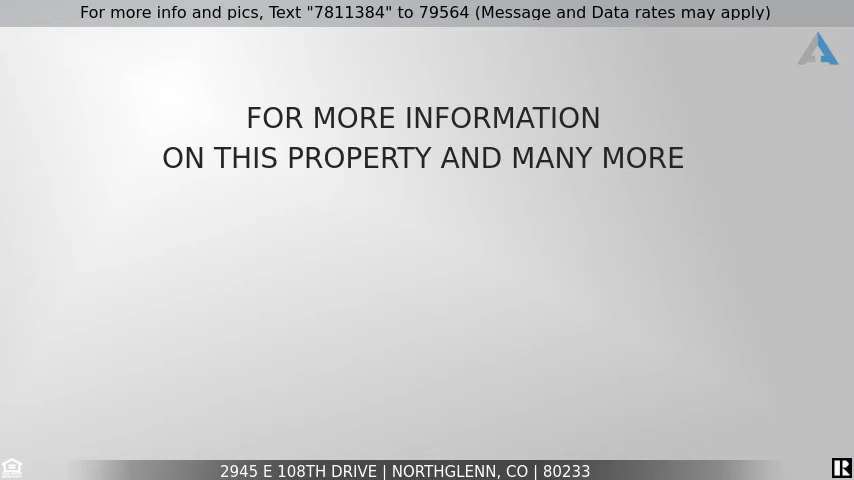 For more info and pics, Text "7811384" to 79564 (Message and Data rates may apply)
FOR MORE INFORMATION
ON THIS PROPERTY AND MANY MORE
2945 E 108TH DRIVE | NORTHGLENN, CO | 80233